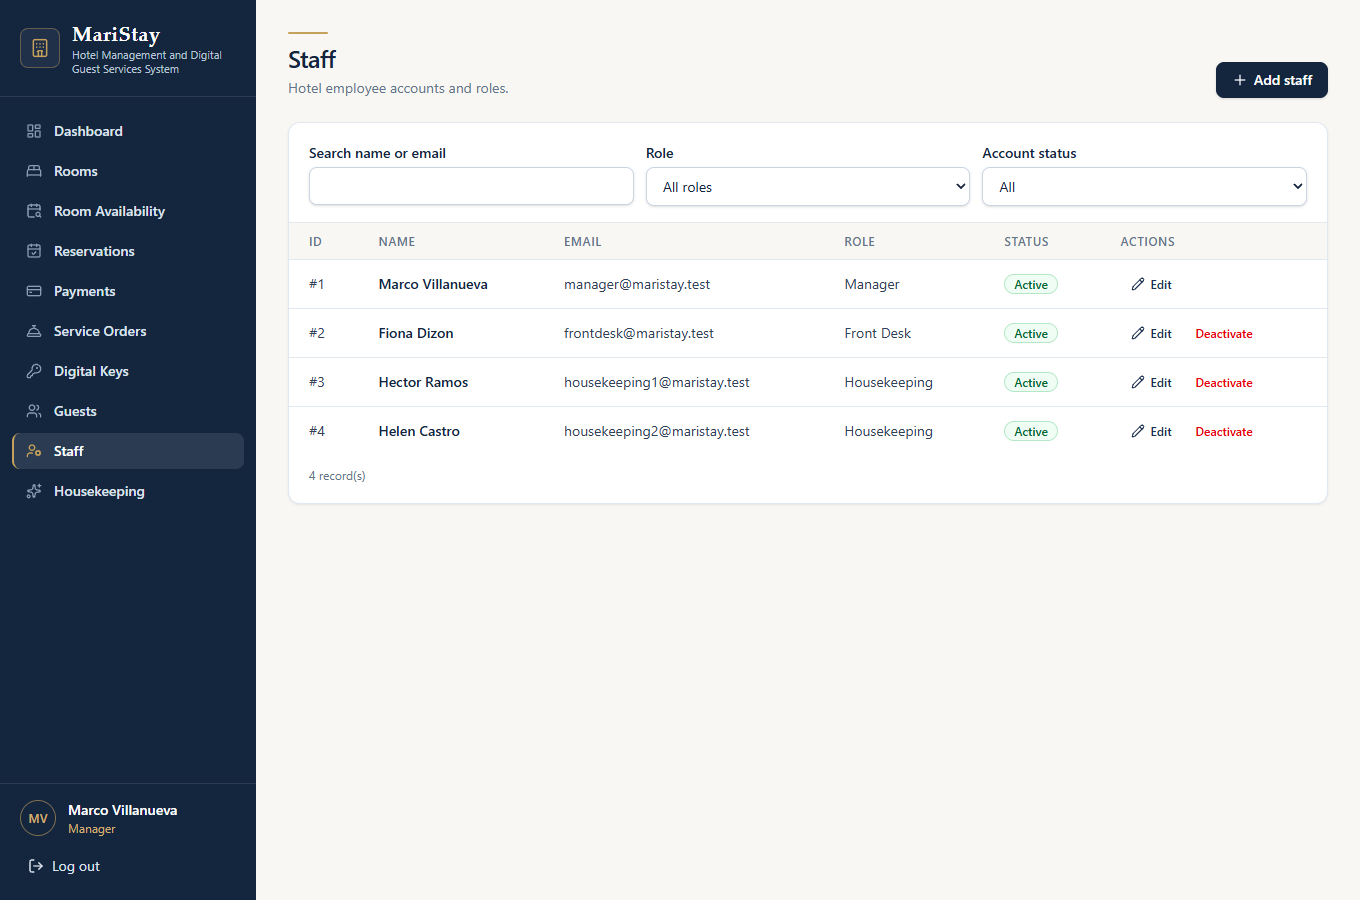 MariStay
Hotel Management and Digital
Guest Services System
Dashboard
Rooms
Room Availability
Reservations
Payments
Service Orders
Digital Keys
Guests
Staff
Housekeeping
MV
Marco Villanueva
Manager
Log out
Staff
Hotel employee accounts and roles.
Add staff
Search name or email
Role
Account status
All roles
All
ID NAME EMAIL ROLE STATUS ACTIONS
#1 Marco Villanueva manager@maristay.test Manager Active Edit
#2 Fiona Dizon frontdesk@maristay.test Front Desk Active Edit Deactivate
#3 Hector Ramos housekeeping1@maristay.test Housekeeping Active Edit Deactivate
#4 Helen Castro housekeeping2@maristay.test Housekeeping Active Edit Deactivate
4 record(s)